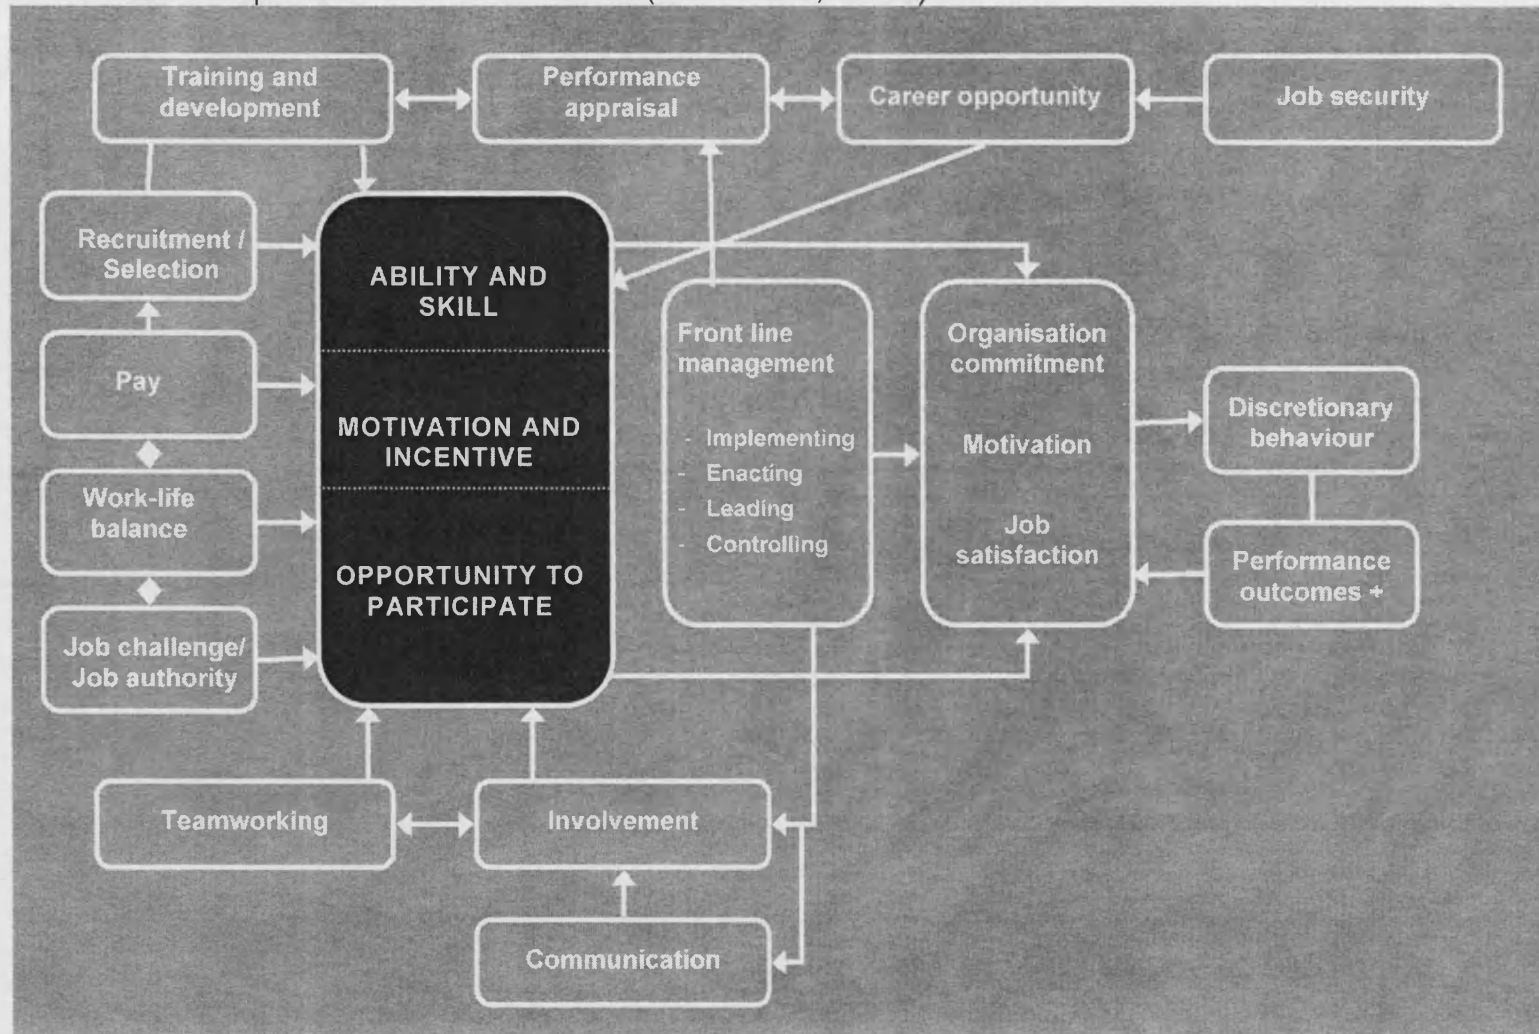 Training and
development
Performance
appraisal
Career opportunity
Job security
Recruitment /
Selection
Pay
Work-life
balance
Job challenge/
Job authority
ABILITY AND
SKILL
MOTIVATION AND
INCENTIVE
OPPORTUNITY TO
PARTICIPATE
Front line
management
- Implementing
- Enacting
- Leading
- Controlling
Organisation
commitment
Motivation
Job
satisfaction
Discretionary
behaviour
Performance
outcomes +
Teamworking
Involvement
Communication